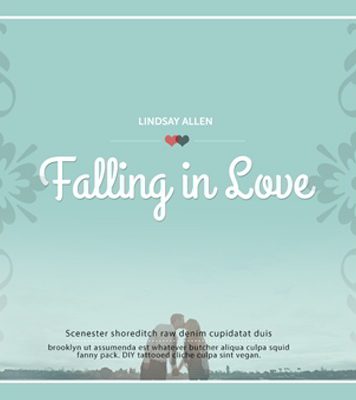 LINDSAY ALLEN
Falling in Love
Scenester shoreditch raw denim cupidatat duis
brooklyn ut assumenda est whatever butcher aliqua culpa squid
fanny pack. DIY tattooed cliche culpa sint vegan.